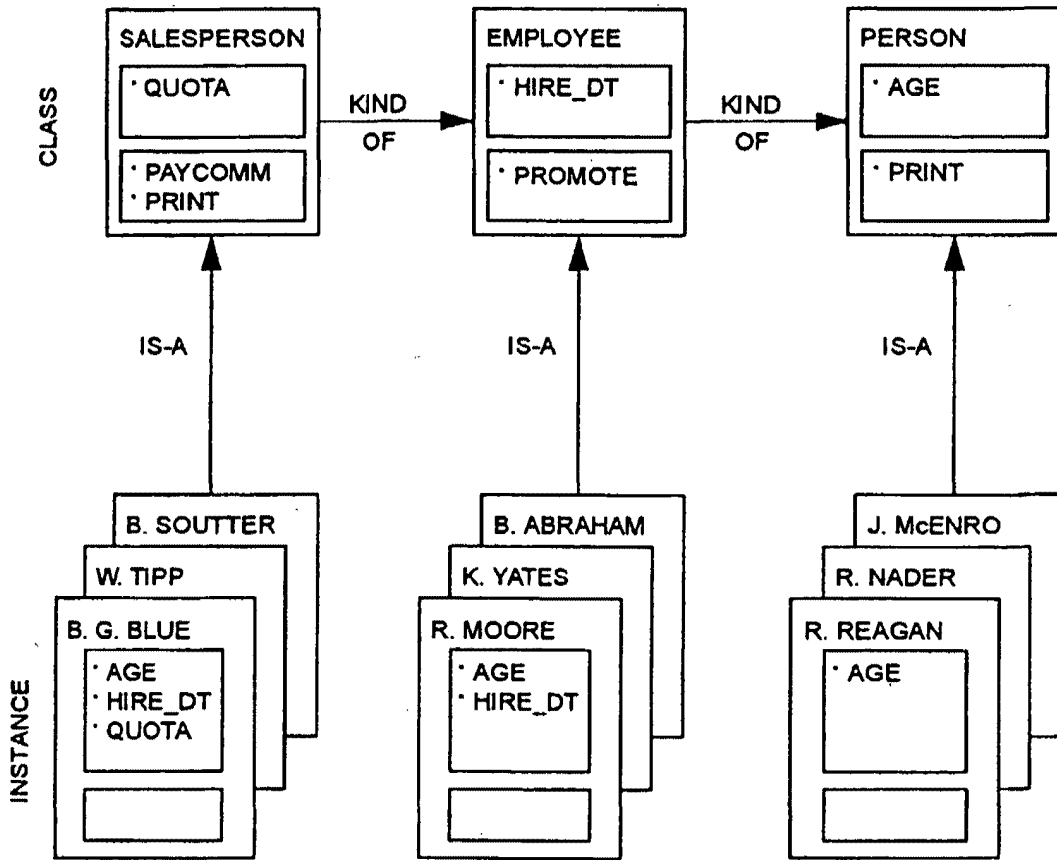 SALESPERSON
· QUOTA
· PAYCOMM
· PRINT
KIND
OF
EMPLOYEE
· HIRE_DT
· PROMOTE
KIND
OF
PERSON
· AGE
· PRINT
CLASS
IS-A
IS-A
IS-A
B. SOUTTER
W. TIPP
B. G. BLUE
· AGE
· HIRE_DT
· QUOTA
B. ABRAHAM
K. YATES
R. MOORE
· AGE
· HIRE_DT
J. McENRO
R. NADER
R. REAGAN
· AGE
INSTANCE